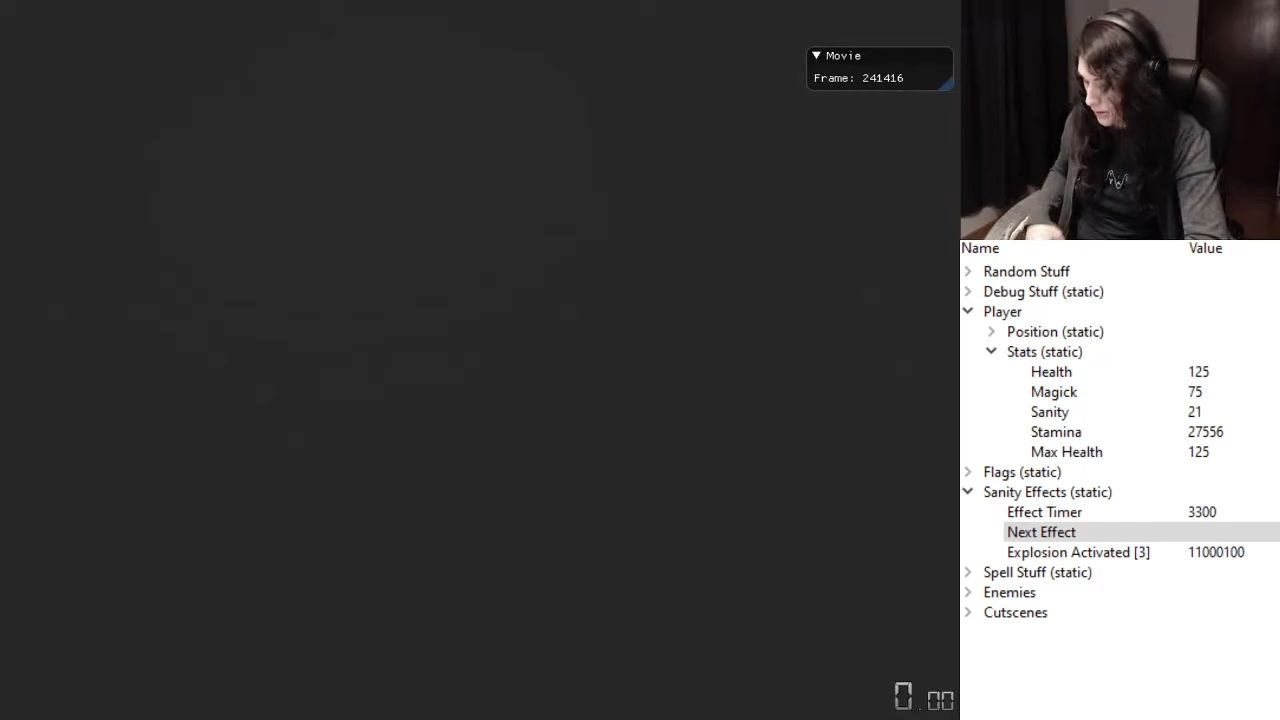 ▼ Movie
Frame: 241416
Name Value
Random Stuff
Debug Stuff (static)
Player
Position (static)
Stats (static)
Health 125
Magick 75
Sanity 21
Stamina 27556
Max Health 125
Flags (static)
Sanity Effects (static)
Effect Timer 3300
Next Effect
Explosion Activated [3] 11000100
Spell Stuff (static)
Enemies
Cutscenes
0.00